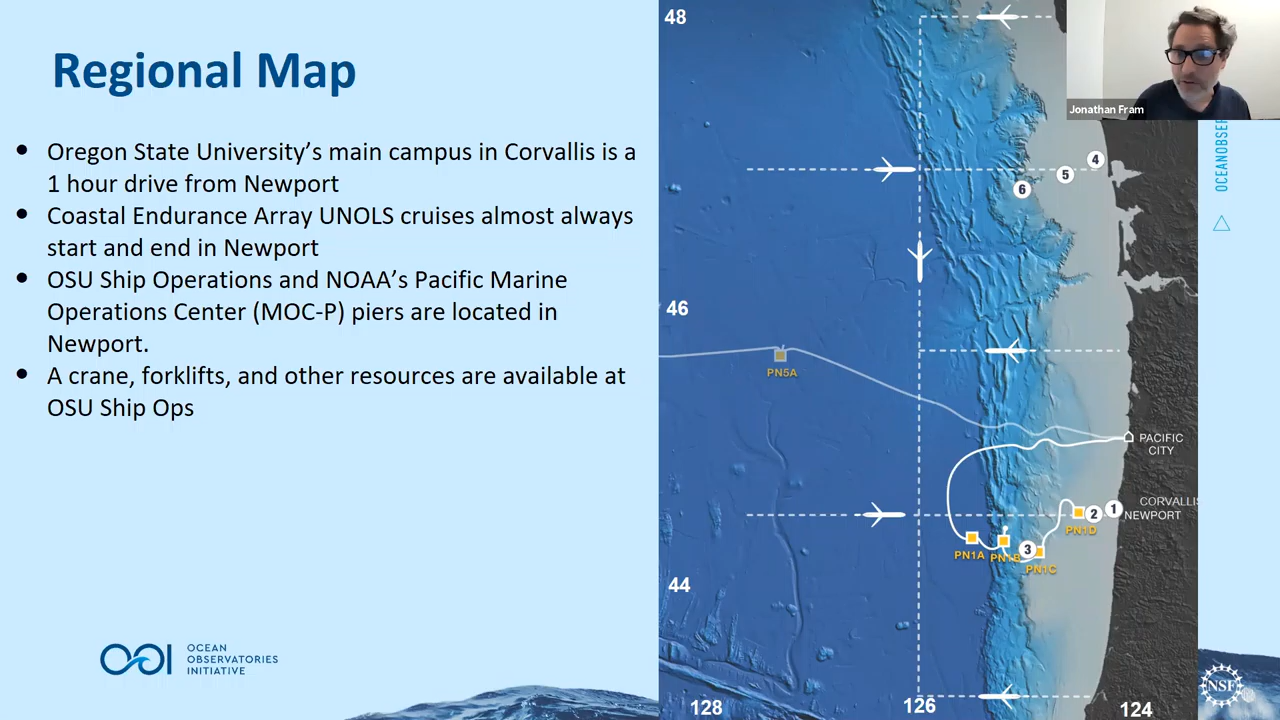 Regional Map
• Oregon State University’s main campus in Corvallis is a
1 hour drive from Newport
• Coastal Endurance Array UNOLS cruises almost always
start and end in Newport
• OSU Ship Operations and NOAA’s Pacific Marine
Operations Center (MOC-P) piers are located in
Newport.
• A crane, forklifts, and other resources are available at
OSU Ship Ops
OCEAN
OBSERVATORIES
INITIATIVE
48
Jonathan Fram
OCEANOBSE
4
5
6
46
PN5A
PACIFIC
CITY
CORVALLIS
NEWPORT
1
2
PN1D
3
PN1A
PN1B
PN1C
44
128
126
124
NSF